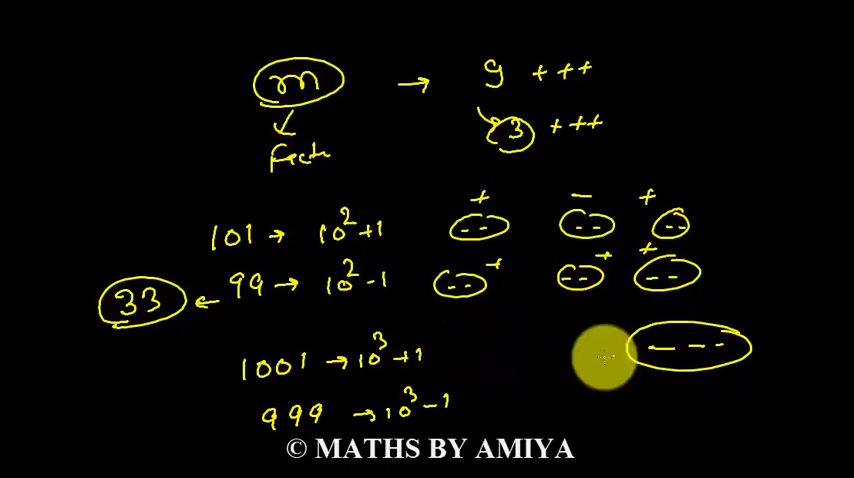 m → 9 + + +
3 + + +
Fact
101 → 10²+1 + - +
33 ← 99 → 10²-1 + + +
1001 → 10³+1
999 → 10³-1
© MATHS BY AMIYA